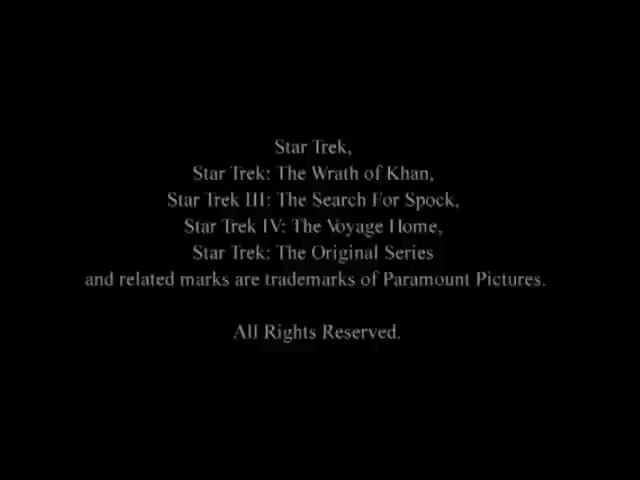 Star Trek,
Star Trek: The Wrath of Khan,
Star Trek III: The Search For Spock,
Star Trek IV: The Voyage Home,
Star Trek: The Original Series
and related marks are trademarks of Paramount Pictures.
All Rights Reserved.